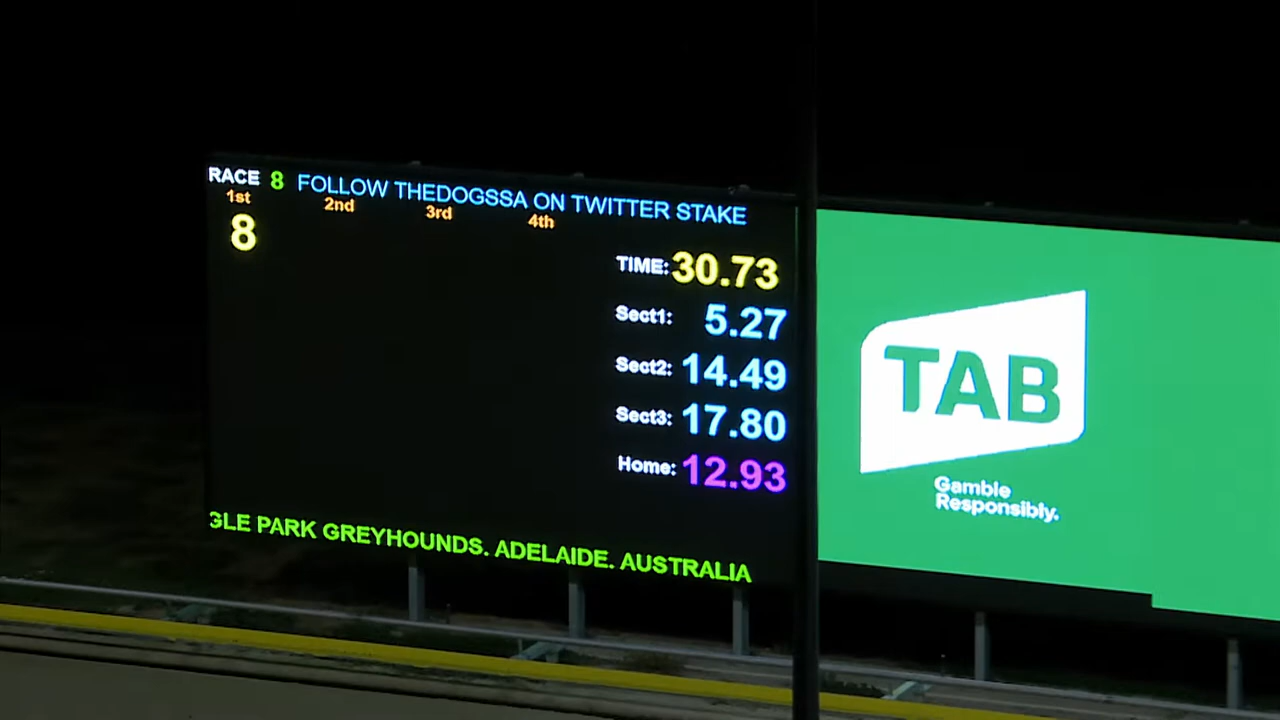 RACE 8 FOLLOW THEDOGSSA ON TWITTER STAKE
1st 2nd 3rd 4th
8
TIME: 30.73
Sect1: 5.27
Sect2: 14.49
Sect3: 17.80
Home: 12.93
GLE PARK GREYHOUNDS. ADELAIDE. AUSTRALIA
TAB
Gamble
Responsibly.